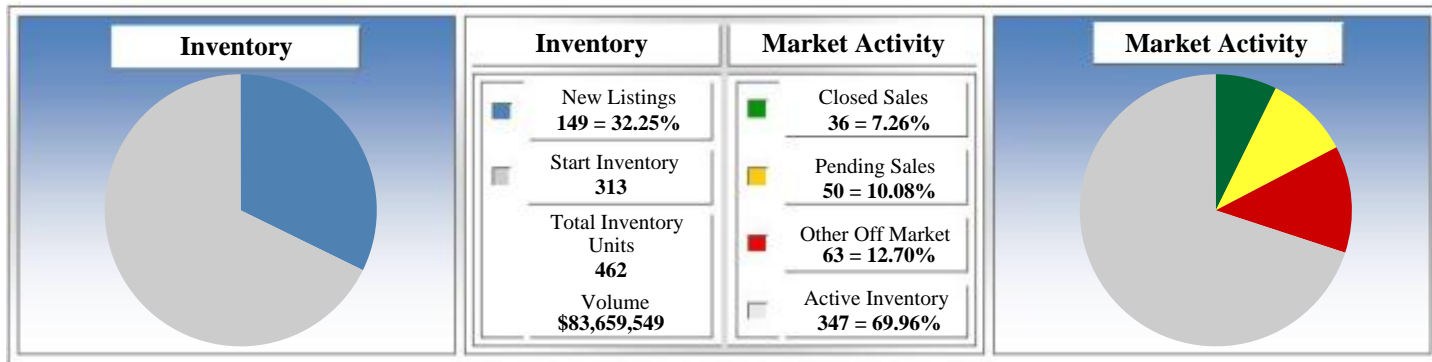 Inventory
Inventory
Market Activity
Market Activity
New Listings
149 = 32.25%
Start Inventory
313
Total Inventory
Units
462
Volume
$83,659,549
Closed Sales
36 = 7.26%
Pending Sales
50 = 10.08%
Other Off Market
63 = 12.70%
Active Inventory
347 = 69.96%